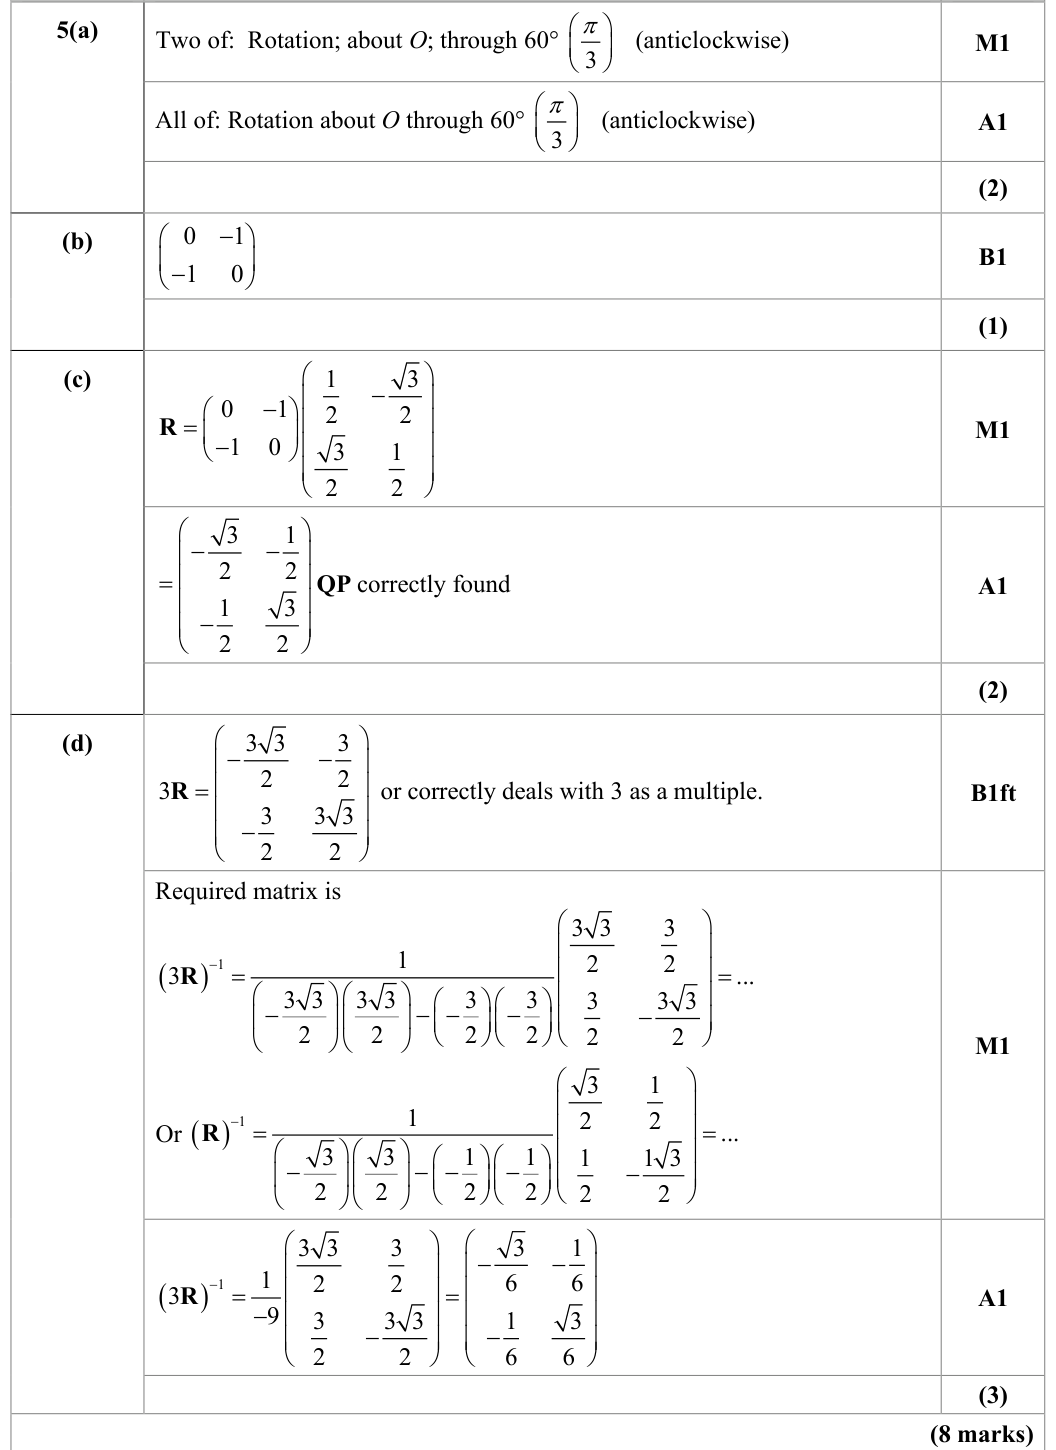 5(a) Two of: Rotation; about O; through 60° (π/3) (anticlockwise) M1
All of: Rotation about O through 60° (π/3) (anticlockwise) A1
(2)
(b) (0 −1; −1 0) B1
(1)
(c) R = (0 −1; −1 0)(1/2 −√3/2; √3/2 1/2) M1
= (−√3/2 −1/2; −1/2 √3/2) QP correctly found A1
(2)
(d) 3R = (−3√3/2 −3/2; −3/2 3√3/2) or correctly deals with 3 as a multiple. B1ft
Required matrix is
(3R)⁻¹ = 1/((−3√3/2)(3√3/2)−(−3/2)(−3/2)) (3√3/2 3/2; 3/2 −3√3/2) = ...
M1
Or (R)⁻¹ = 1/((−√3/2)(√3/2)−(−1/2)(−1/2)) (√3/2 1/2; 1/2 −1√3/2) = ...
(3R)⁻¹ = 1/−9 (3√3/2 3/2; 3/2 −3√3/2) = (−√3/6 −1/6; −1/6 √3/6) A1
(3)
(8 marks)